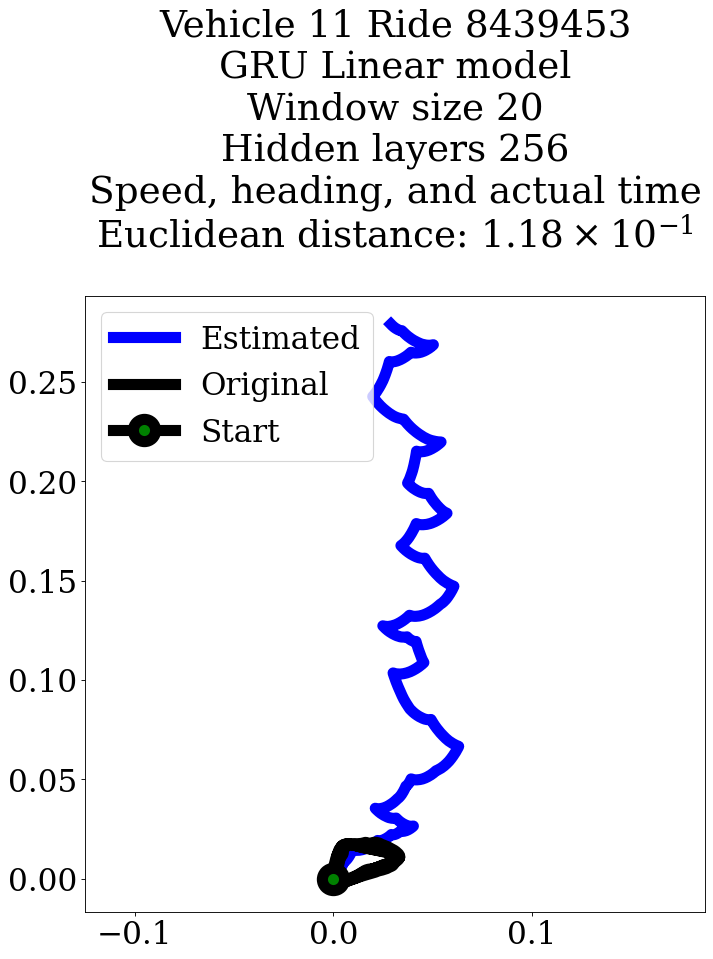 Vehicle 11 Ride 8439453
GRU Linear model
Window size 20
Hidden layers 256
Speed, heading, and actual time
Euclidean distance: 1.18 × 10⁻¹
Estimated
Original
Start
0.25
0.20
0.15
0.10
0.05
0.00
−0.1 0.0 0.1